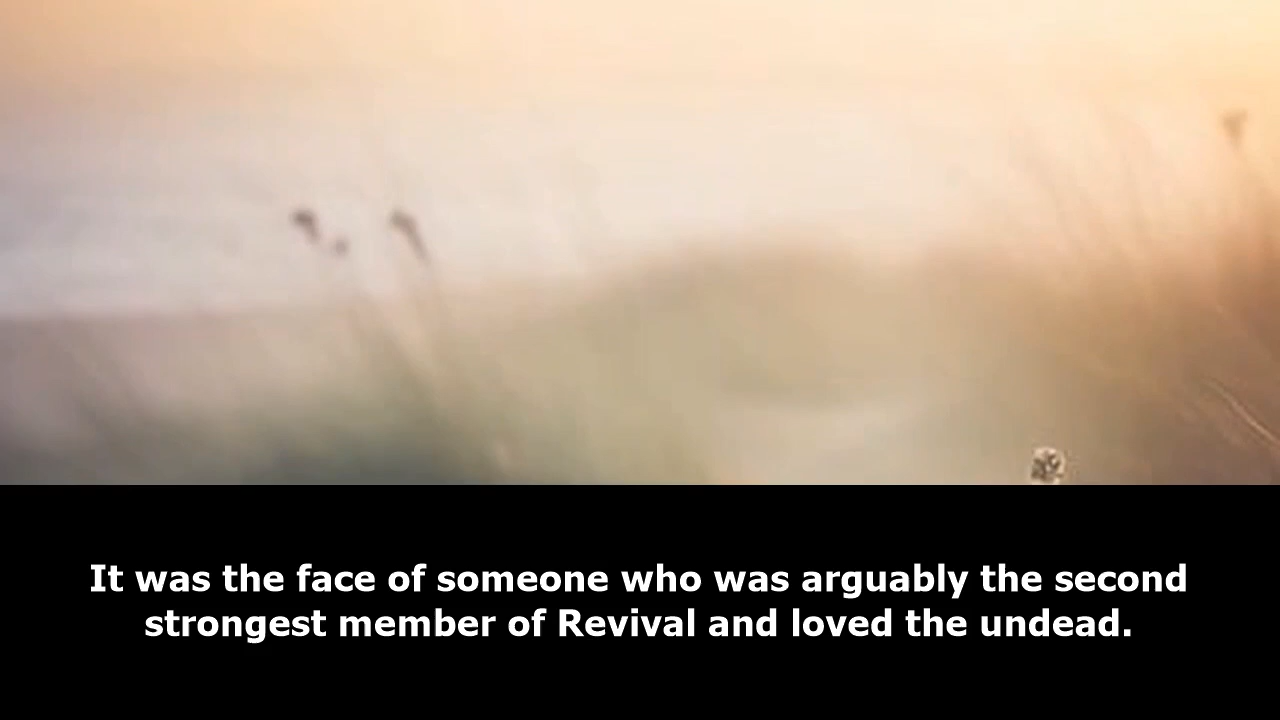 It was the face of someone who was arguably the second
strongest member of Revival and loved the undead.